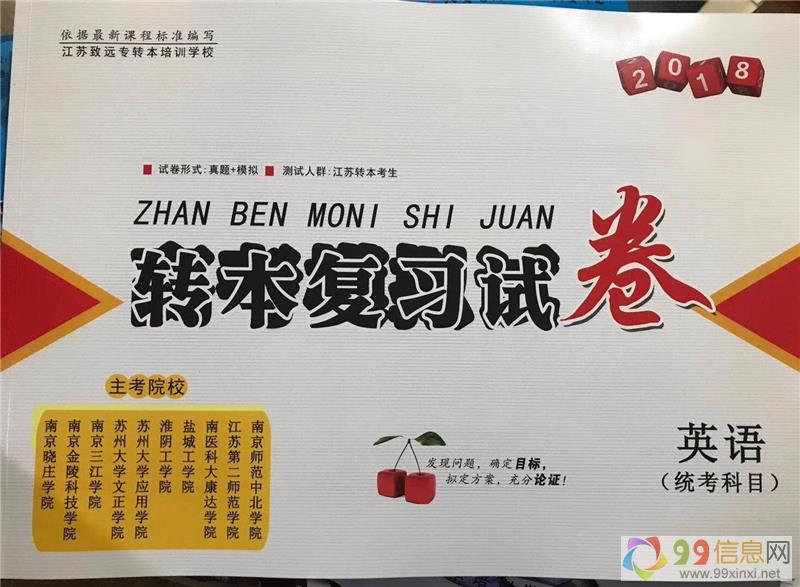 依据最新课程标准编写
江苏致远专转本培训学校
2018
■ 试卷形式:真题+模拟 ■ 测试人群:江苏转本考生
ZHAN BEN MONI SHI JUAN
转本复习试卷
主考院校
南京师范中北学院
江苏第二师范学院
南医科大康达学院
盐城工学院
淮阴工学院
苏州大学应用学院
苏州大学文正学院
南京三江学院
南京金陵科技学院
南京晓庄学院
发现问题，确定目标，
拟定方案，充分论证！
英语
（统考科目）
99信息网
www.99xinxi.net